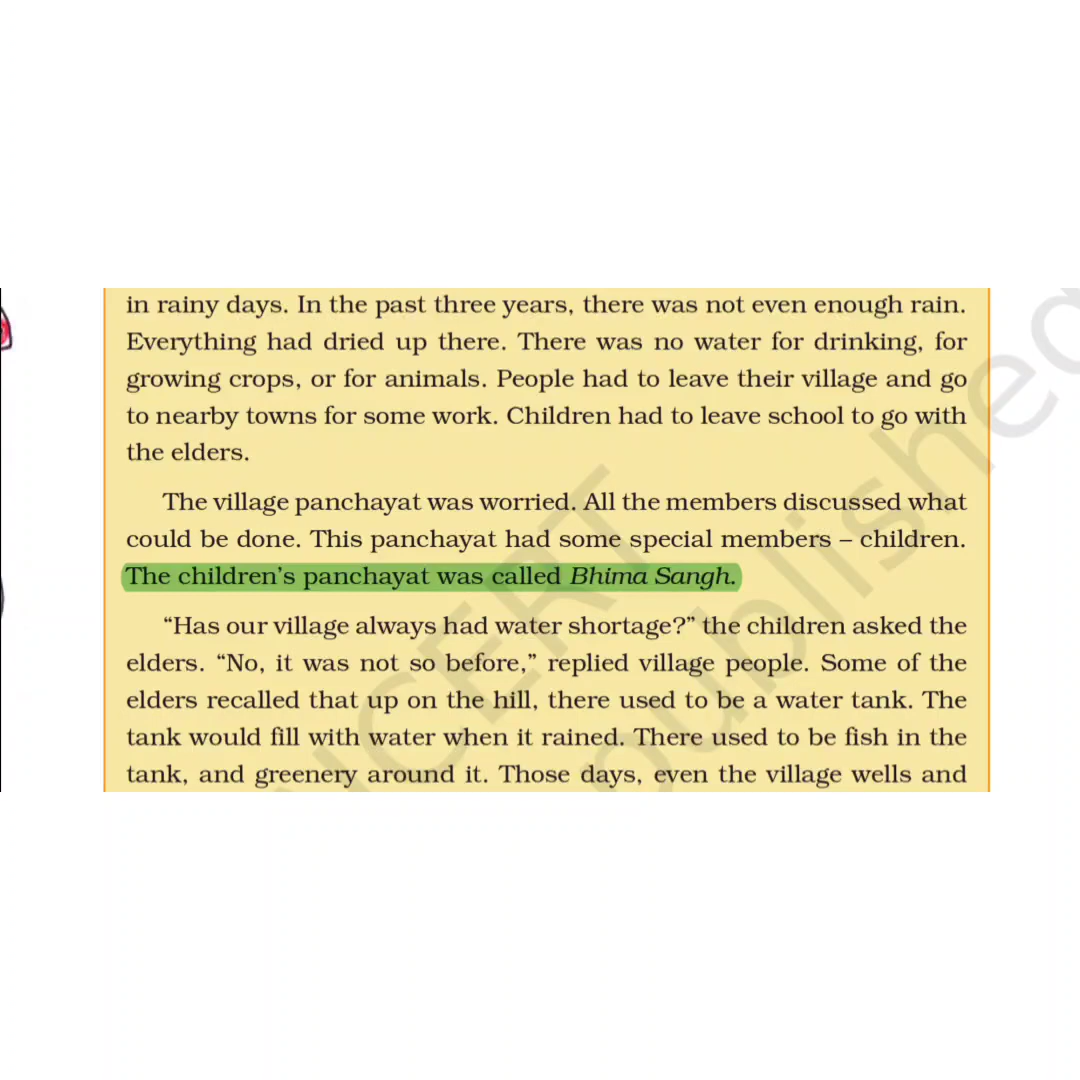 in rainy days. In the past three years, there was not even enough rain.
Everything had dried up there. There was no water for drinking, for
growing crops, or for animals. People had to leave their village and go
to nearby towns for some work. Children had to leave school to go with
the elders.
The village panchayat was worried. All the members discussed what
could be done. This panchayat had some special members – children.
The children's panchayat was called Bhima Sangh.
“Has our village always had water shortage?” the children asked the
elders. “No, it was not so before,” replied village people. Some of the
elders recalled that up on the hill, there used to be a water tank. The
tank would fill with water when it rained. There used to be fish in the
tank, and greenery around it. Those days, even the village wells and
NCERT
published